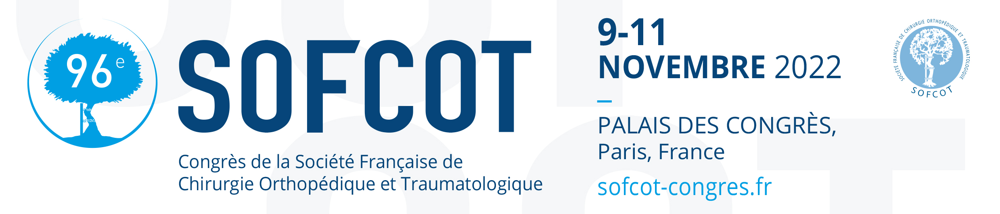 96e
SOFCOT
Congrès de la Société Française de
Chirurgie Orthopédique et Traumatologique
9-11
NOVEMBRE 2022
PALAIS DES CONGRÈS,
Paris, France
sofcot-congres.fr
SOCIÉTÉ FRANÇAISE DE CHIRURGIE ORTHOPÉDIQUE ET TRAUMATOLOGIQUE
SOFCOT